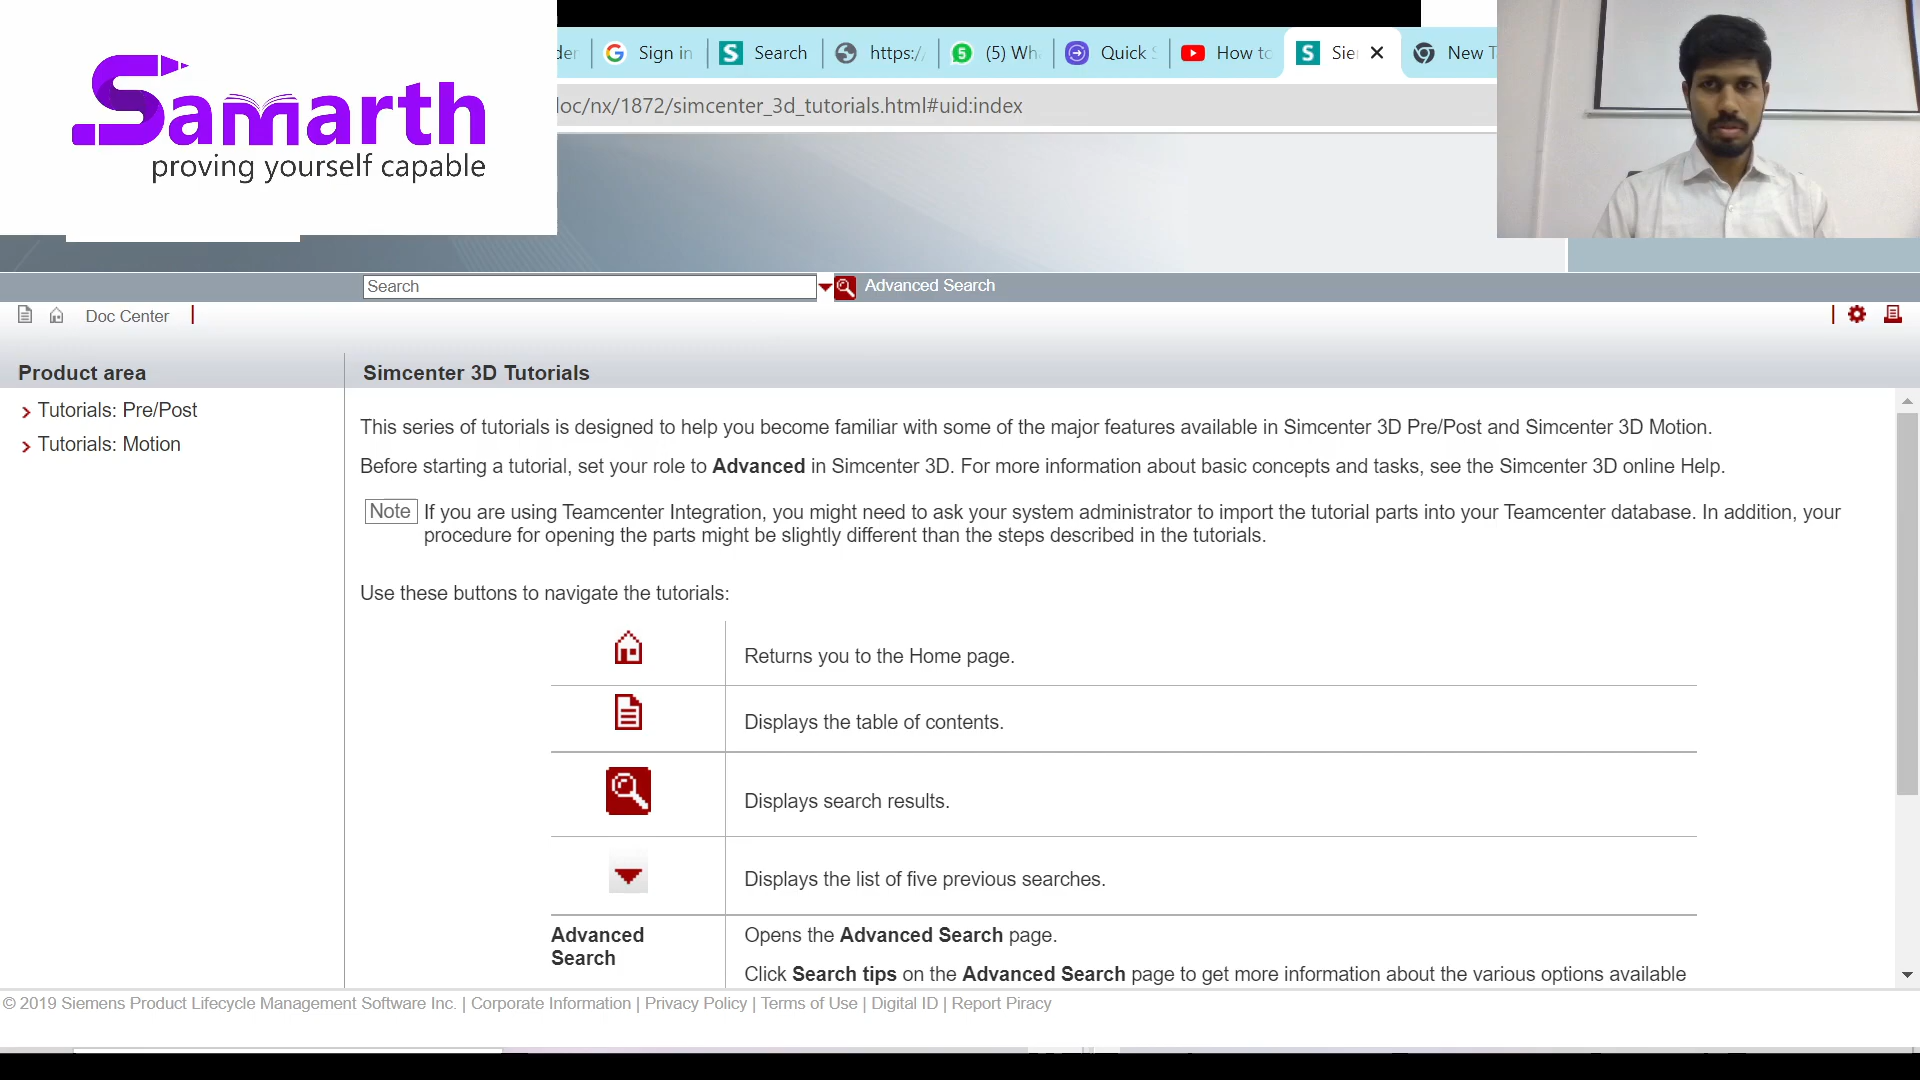 Samarth
proving yourself capable
der
Sign in
Search
https:/
(5) Wh
Quick S
How to
Sie
New T
loc/nx/1872/simcenter_3d_tutorials.html#uid:index
Search
Advanced Search
Doc Center
Product area
Tutorials: Pre/Post
Tutorials: Motion
Simcenter 3D Tutorials
This series of tutorials is designed to help you become familiar with some of the major features available in Simcenter 3D Pre/Post and Simcenter 3D Motion.
Before starting a tutorial, set your role to Advanced in Simcenter 3D. For more information about basic concepts and tasks, see the Simcenter 3D online Help.
Note If you are using Teamcenter Integration, you might need to ask your system administrator to import the tutorial parts into your Teamcenter database. In addition, your
procedure for opening the parts might be slightly different than the steps described in the tutorials.
Use these buttons to navigate the tutorials:
Returns you to the Home page.
Displays the table of contents.
Displays search results.
Displays the list of five previous searches.
Advanced
Search
Opens the Advanced Search page.
Click Search tips on the Advanced Search page to get more information about the various options available
© 2019 Siemens Product Lifecycle Management Software Inc. | Corporate Information | Privacy Policy | Terms of Use | Digital ID | Report Piracy